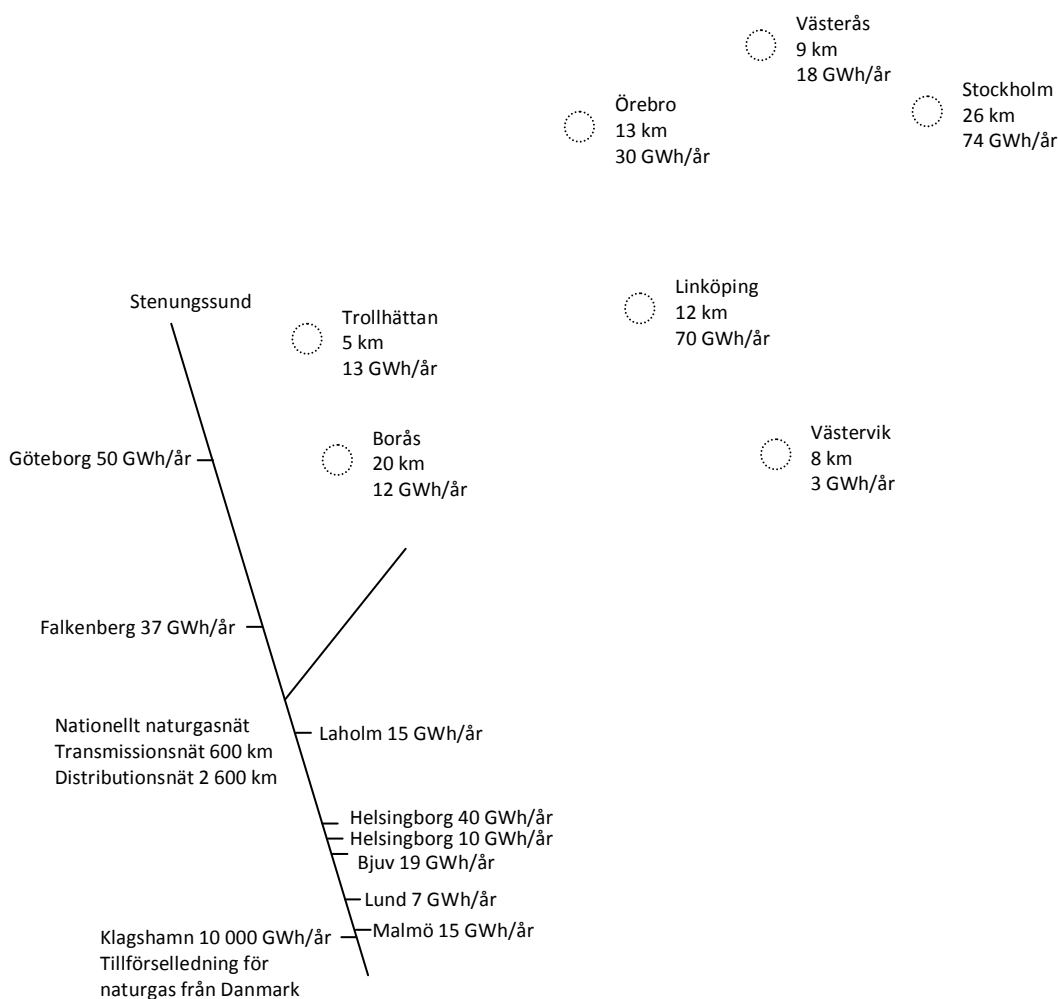 Västerås
9 km
18 GWh/år
Stockholm
26 km
74 GWh/år
Örebro
13 km
30 GWh/år
Linköping
12 km
70 GWh/år
Stenungssund
Trollhättan
5 km
13 GWh/år
Västervik
8 km
3 GWh/år
Borås
20 km
12 GWh/år
Göteborg 50 GWh/år
Falkenberg 37 GWh/år
Nationellt naturgasnät
Transmissionsnät 600 km
Distributionsnät 2 600 km
Laholm 15 GWh/år
Helsingborg 40 GWh/år
Helsingborg 10 GWh/år
Bjuv 19 GWh/år
Lund 7 GWh/år
Malmö 15 GWh/år
Klagshamn 10 000 GWh/år
Tillförselledning för
naturgas från Danmark